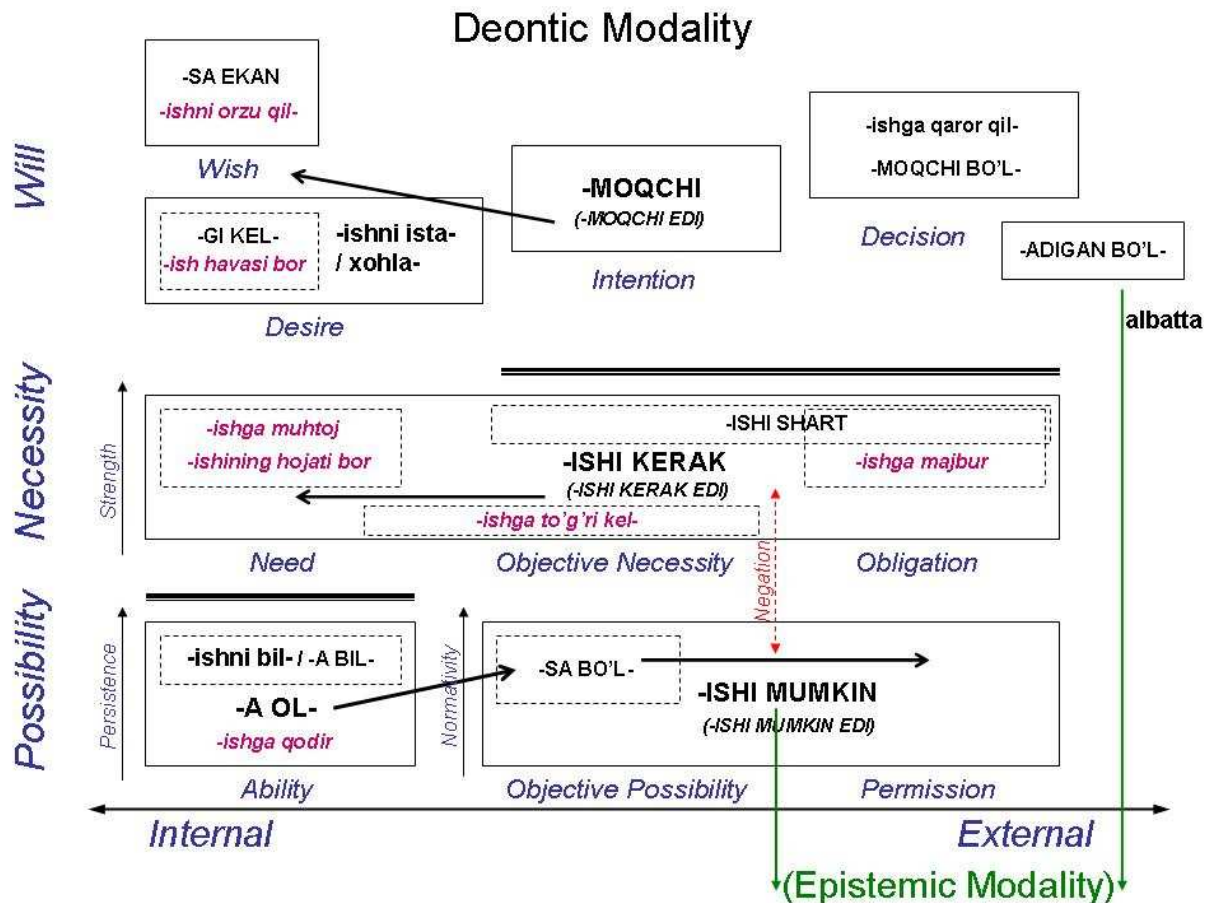 Deontic Modality
Will
-SA EKAN
-ishni orzu qil-
Wish
-GI KEL-
-ish havasi bor
-ishni ista-
/ xohla-
Desire
-MOQCHI
(-MOQCHI EDI)
Intention
-ishga qaror qil-
-MOQCHI BO'L-
Decision
-ADIGAN BO'L-
albatta
Necessity
Strength
-ishga muhtoj
-ishining hojati bor
-ISHI SHART
-ISHI KERAK
(-ISHI KERAK EDI)
-ishga majbur
-ishga to'g'ri kel-
Need
Objective Necessity
Obligation
Negation
Possibility
Persistence
-ishni bil- / -A BIL-
-A OL-
-ishga qodir
Ability
Normativity
-SA BO'L-
-ISHI MUMKIN
(-ISHI MUMKIN EDI)
Objective Possibility
Permission
Internal
External
(Epistemic Modality)